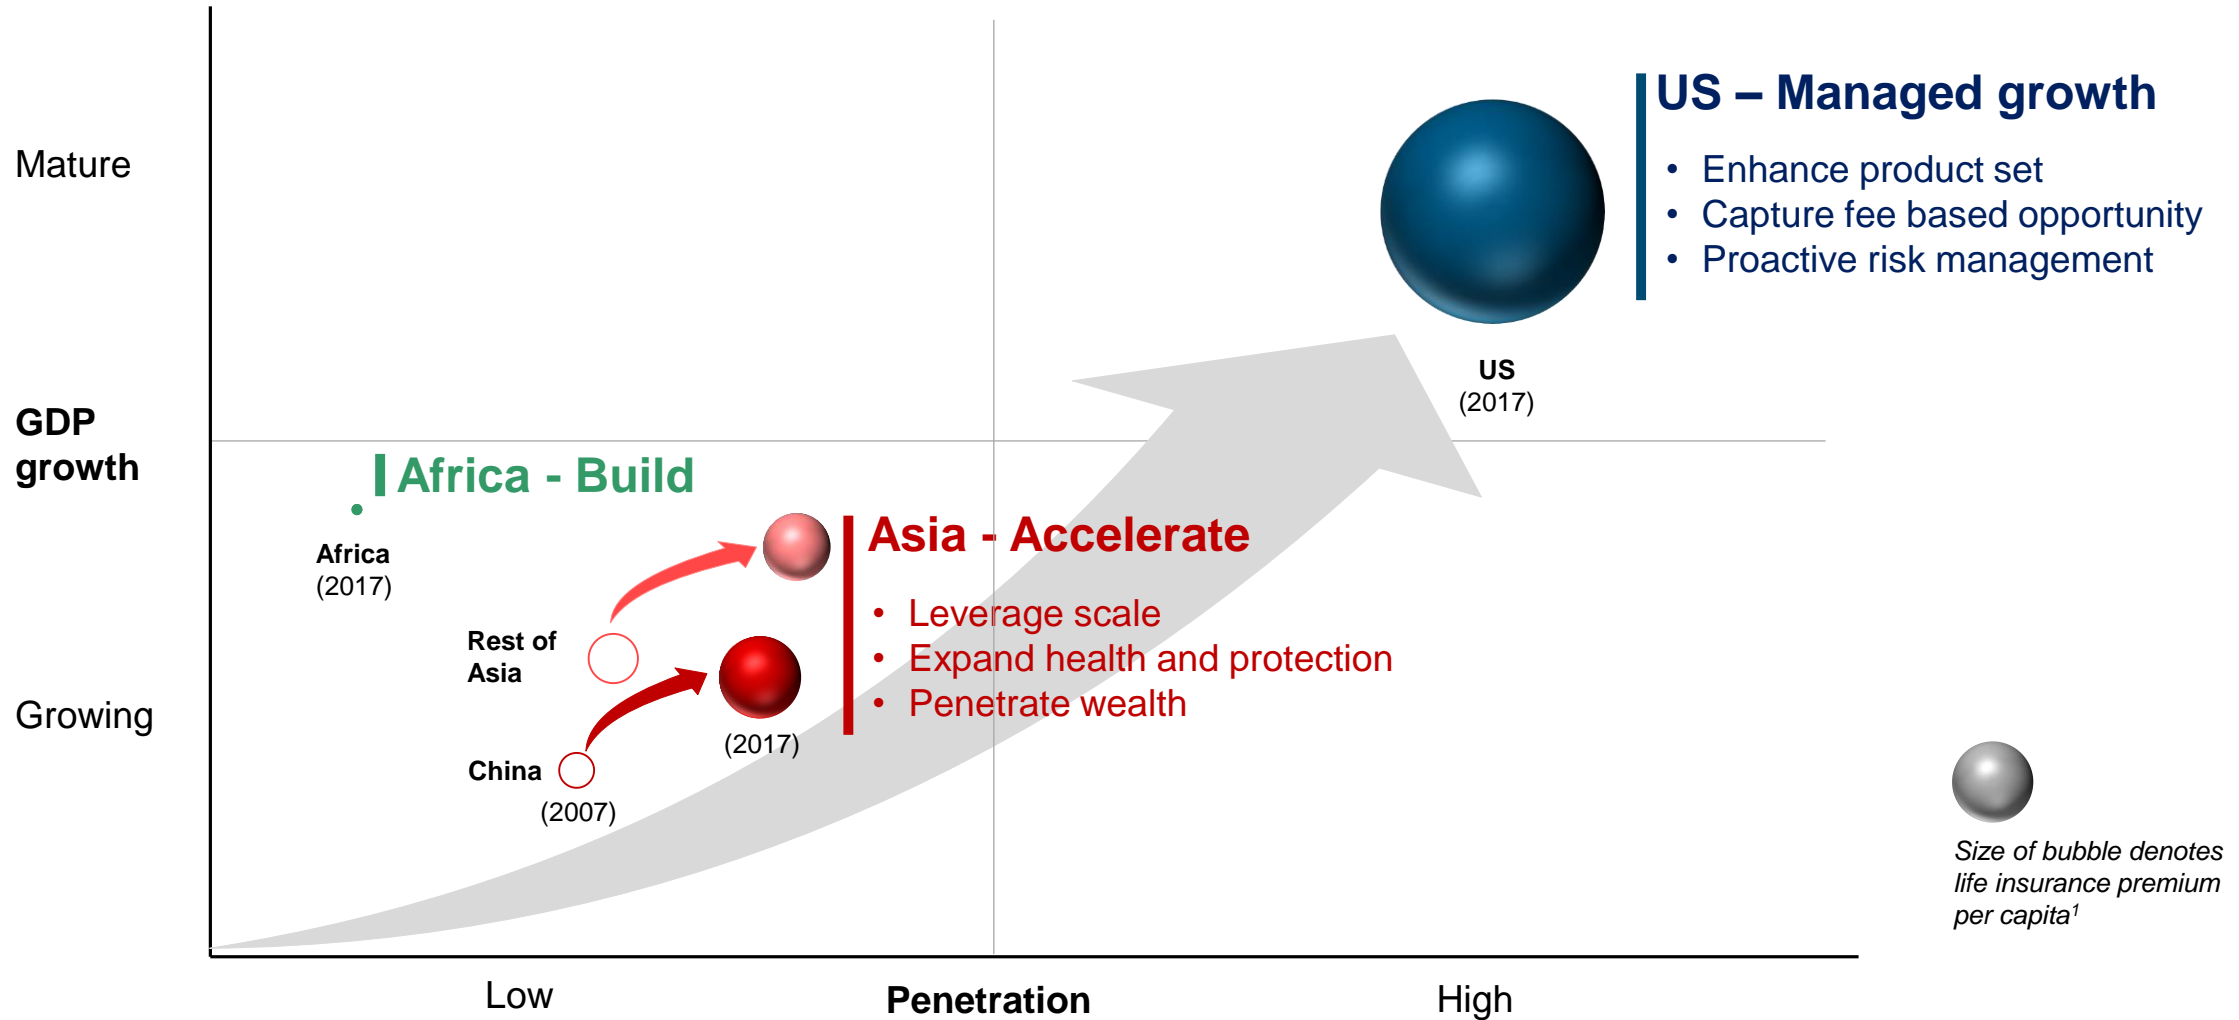 US – Managed growth
• Enhance product set
• Capture fee based opportunity
• Proactive risk management
Mature
US
(2017)
GDP
growth
Africa - Build
Africa
(2017)
Asia - Accelerate
• Leverage scale
• Expand health and protection
• Penetrate wealth
Rest of
Asia
Growing
(2017)
China
(2007)
Size of bubble denotes
life insurance premium
per capita¹
Low
Penetration
High